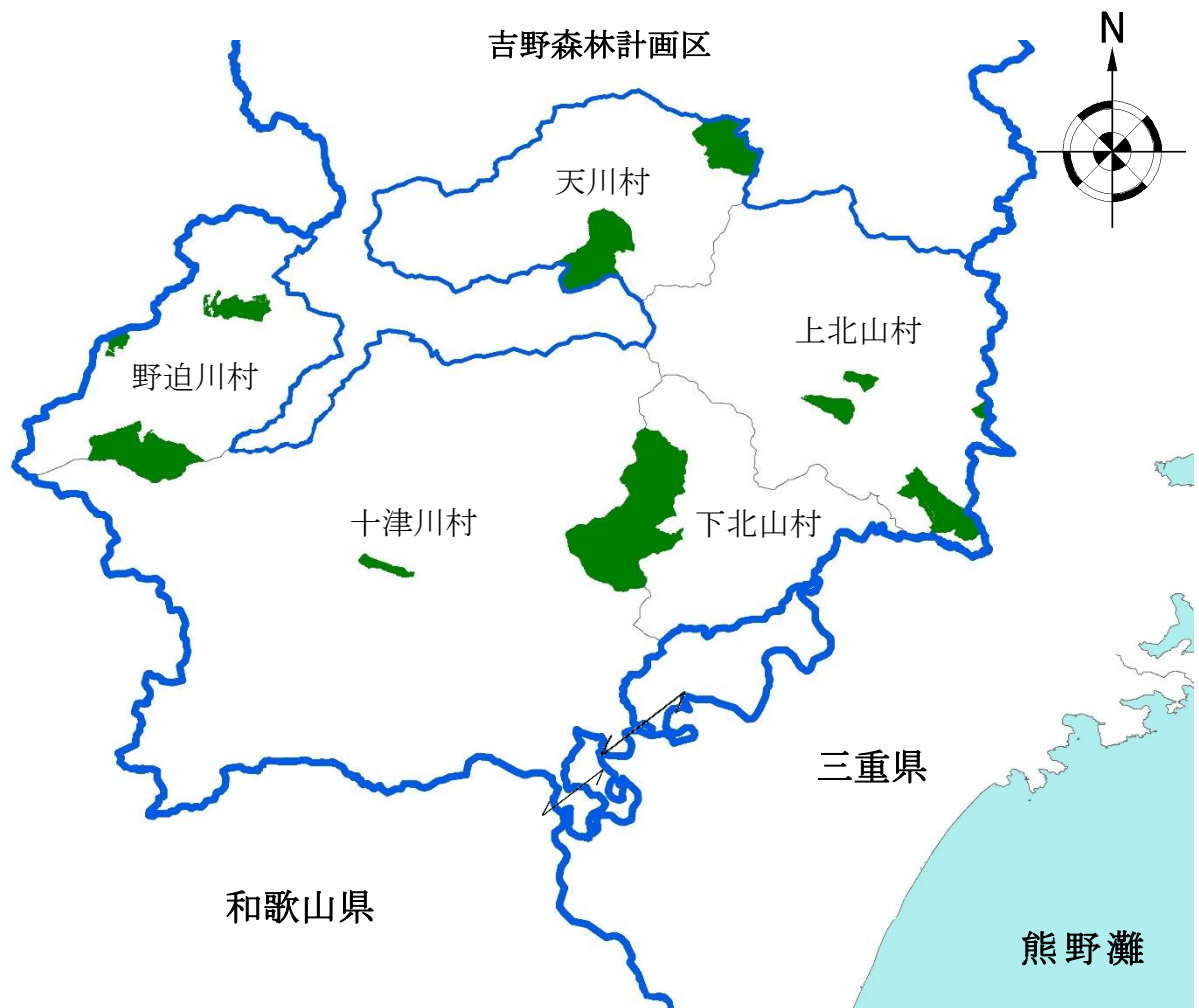 吉野森林計画区
N
天川村
上北山村
野迫川村
十津川村
下北山村
三重県
和歌山県
熊野灘